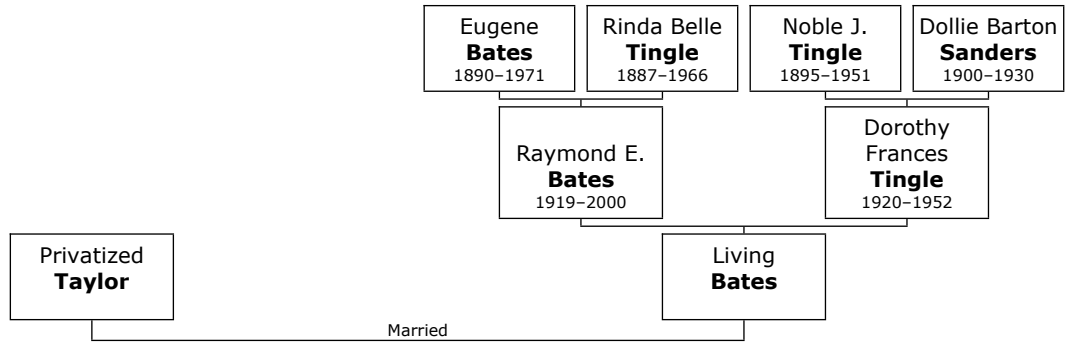 Eugene
Bates
1890–1971
Rinda Belle
Tingle
1887–1966
Noble J.
Tingle
1895–1951
Dollie Barton
Sanders
1900–1930
Raymond E.
Bates
1919–2000
Dorothy
Frances
Tingle
1920–1952
Privatized
Taylor
Living
Bates
Married